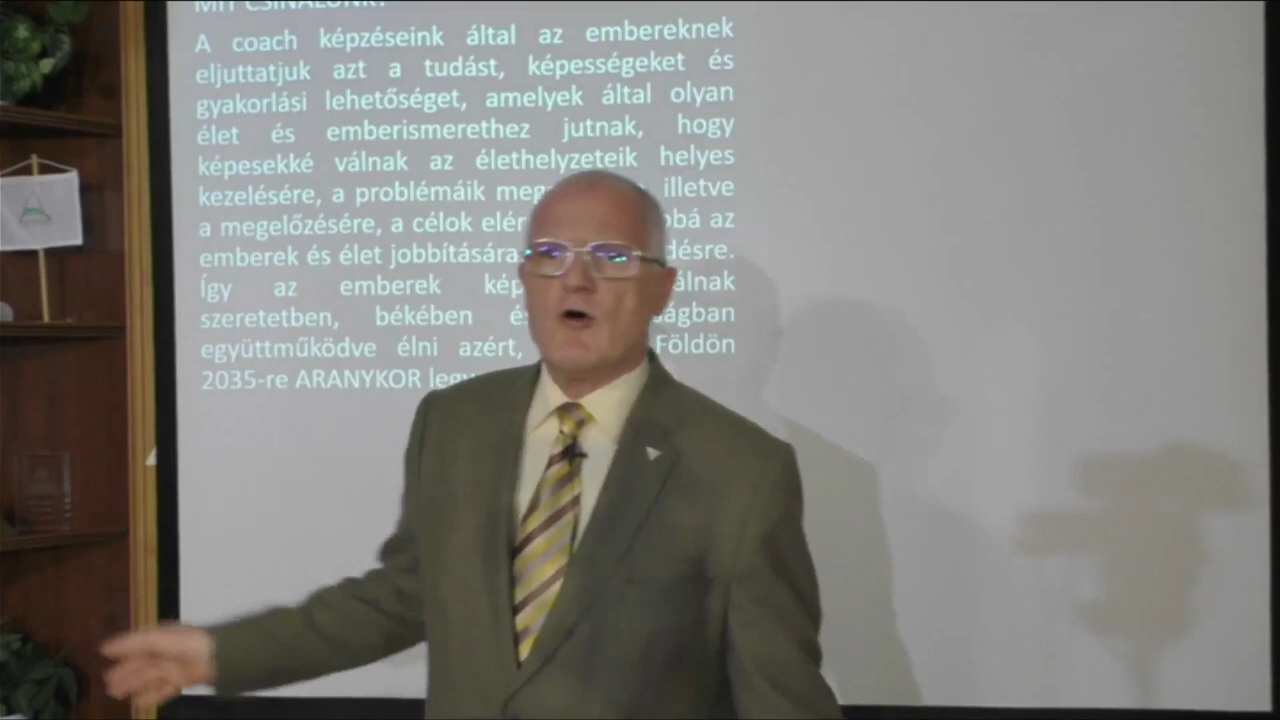 MIT CSINÁLUNK?
A coach képzéseink által az embereknek
eljuttatjuk azt a tudást, képességeket és
gyakorlási lehetőséget, amelyek által olyan
élet és emberismerethez jutnak, hogy
képesekké válnak az élethelyzeteik helyes
kezelésére, a problémáik illetve
a megelőzésére, a célok az
emberek és élet jobbítására
Így az emberek
szeretetben, békében
együttműködve élni azért, Földön
2035-re ARANYKOR